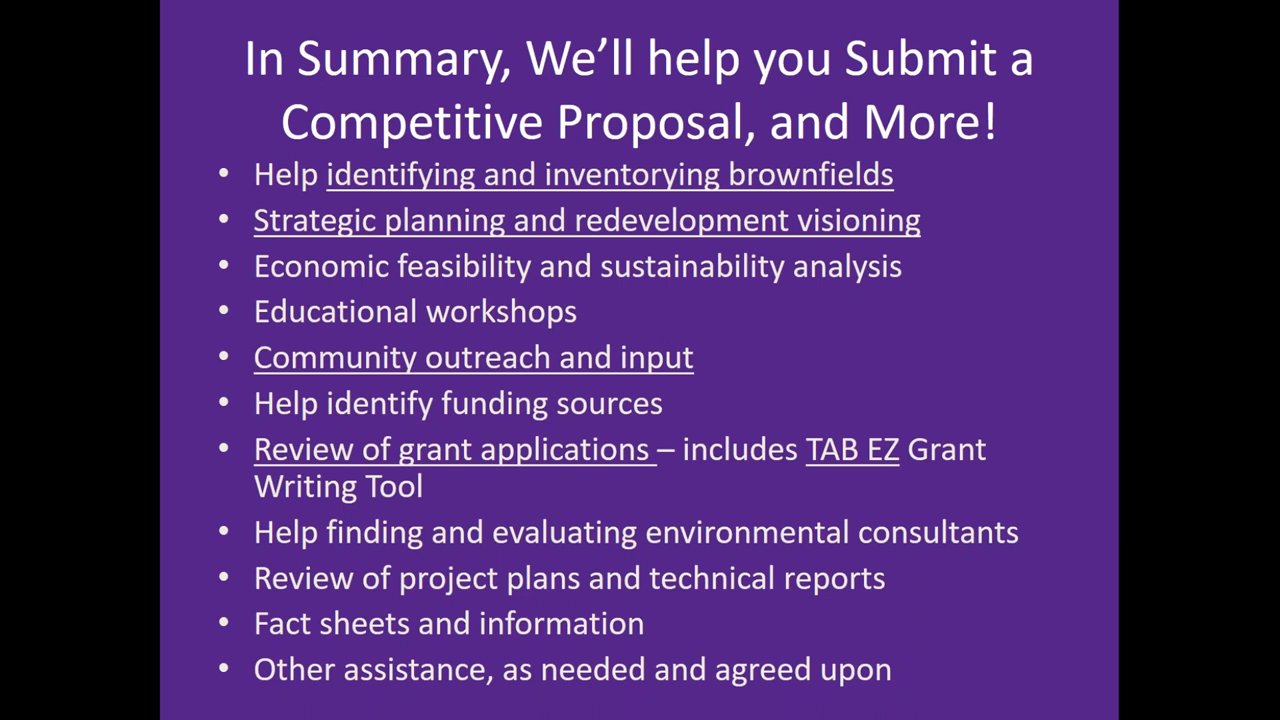 In Summary, We’ll help you Submit a
Competitive Proposal, and More!
• Help identifying and inventorying brownfields
• Strategic planning and redevelopment visioning
• Economic feasibility and sustainability analysis
• Educational workshops
• Community outreach and input
• Help identify funding sources
• Review of grant applications – includes TAB EZ Grant
Writing Tool
• Help finding and evaluating environmental consultants
• Review of project plans and technical reports
• Fact sheets and information
• Other assistance, as needed and agreed upon